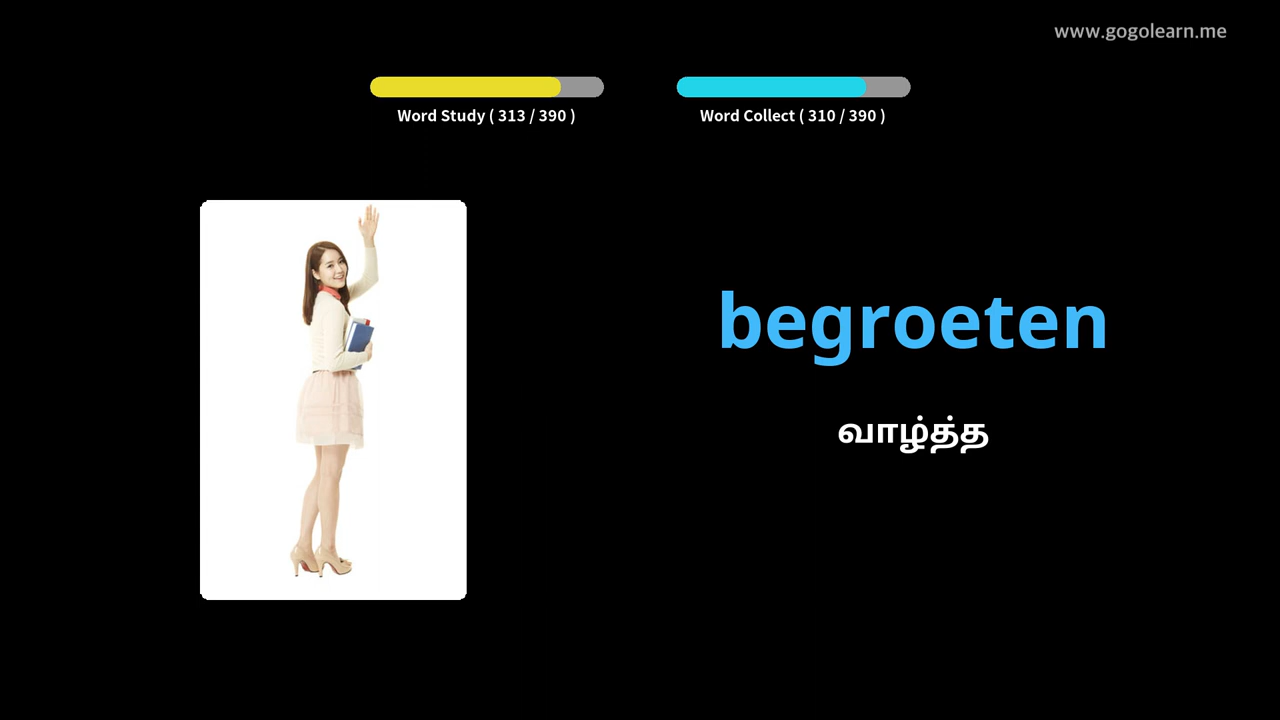 www.gogolearn.me
Word Study ( 313 / 390 )
Word Collect ( 310 / 390 )
begroeten
வாழ்த்த